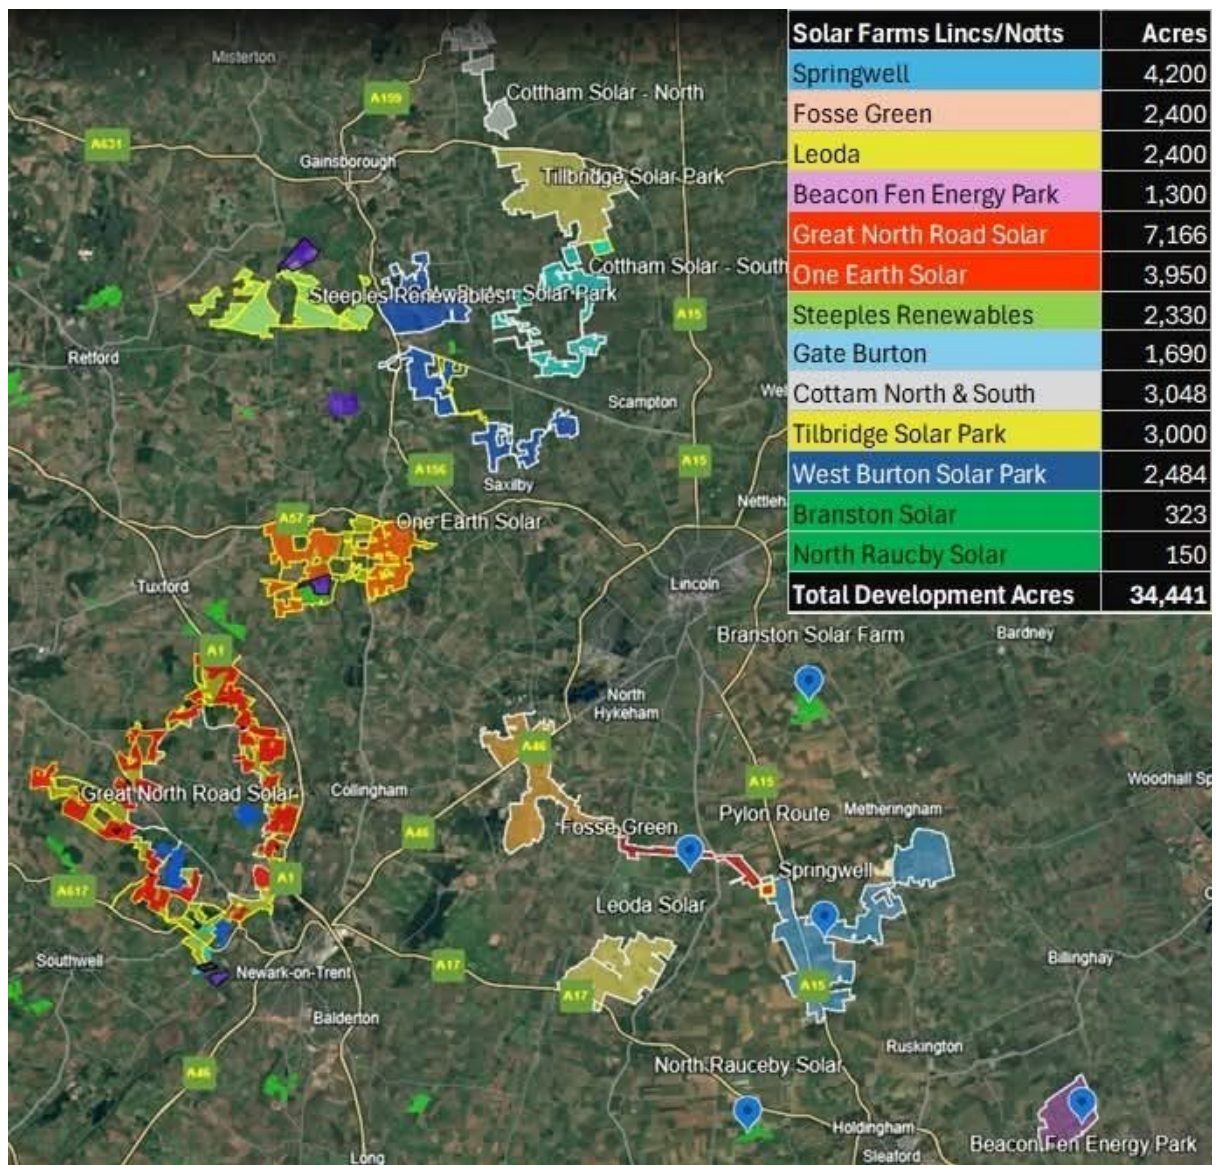 Solar Farms Lincs/Notts Acres
Springwell 4,200
Fosse Green 2,400
Leoda 2,400
Beacon Fen Energy Park 1,300
Great North Road Solar 7,166
One Earth Solar 3,950
Steeples Renewables 2,330
Gate Burton 1,690
Cottam North & South 3,048
Tilbridge Solar Park 3,000
West Burton Solar Park 2,484
Branston Solar 323
North Raucby Solar 150
Total Development Acres 34,441
Misterton
A159
Cottham Solar - North
A631
Gainsborough
Tillbridge Solar Park
Cottham Solar - South
Steeples Renewables
Solar Park
A15
Retford
Scampton
A15
A156
Saxilby
Nettleh
A57
One Earth Solar
Tuxford
Lincoln
Branston Solar Farm
Bardney
A1
North
Hykeham
A46
Great North Road Solar
Collingham
A15
Woodhall Sp
Pylon Route
Metheringham
A46
Fosse Green
Springwell
A1
A617
Leoda Solar
Southwell
Newark-on-Trent
A17
Billinghay
A15
A17
Balderton
Ruskington
North Rauceby Solar
A46
Holdingham
Beacon Fen Energy Park
Sleaford
Long